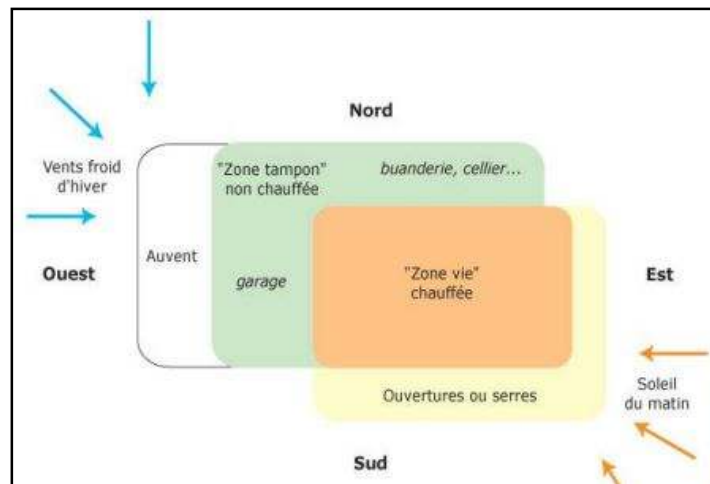 Nord
Vents froid
d'hiver
"Zone tampon"
non chauffée
buanderie, cellier...
Auvent
Ouest
garage
"Zone vie"
chauffée
Est
Ouvertures ou serres
Soleil
du matin
Sud